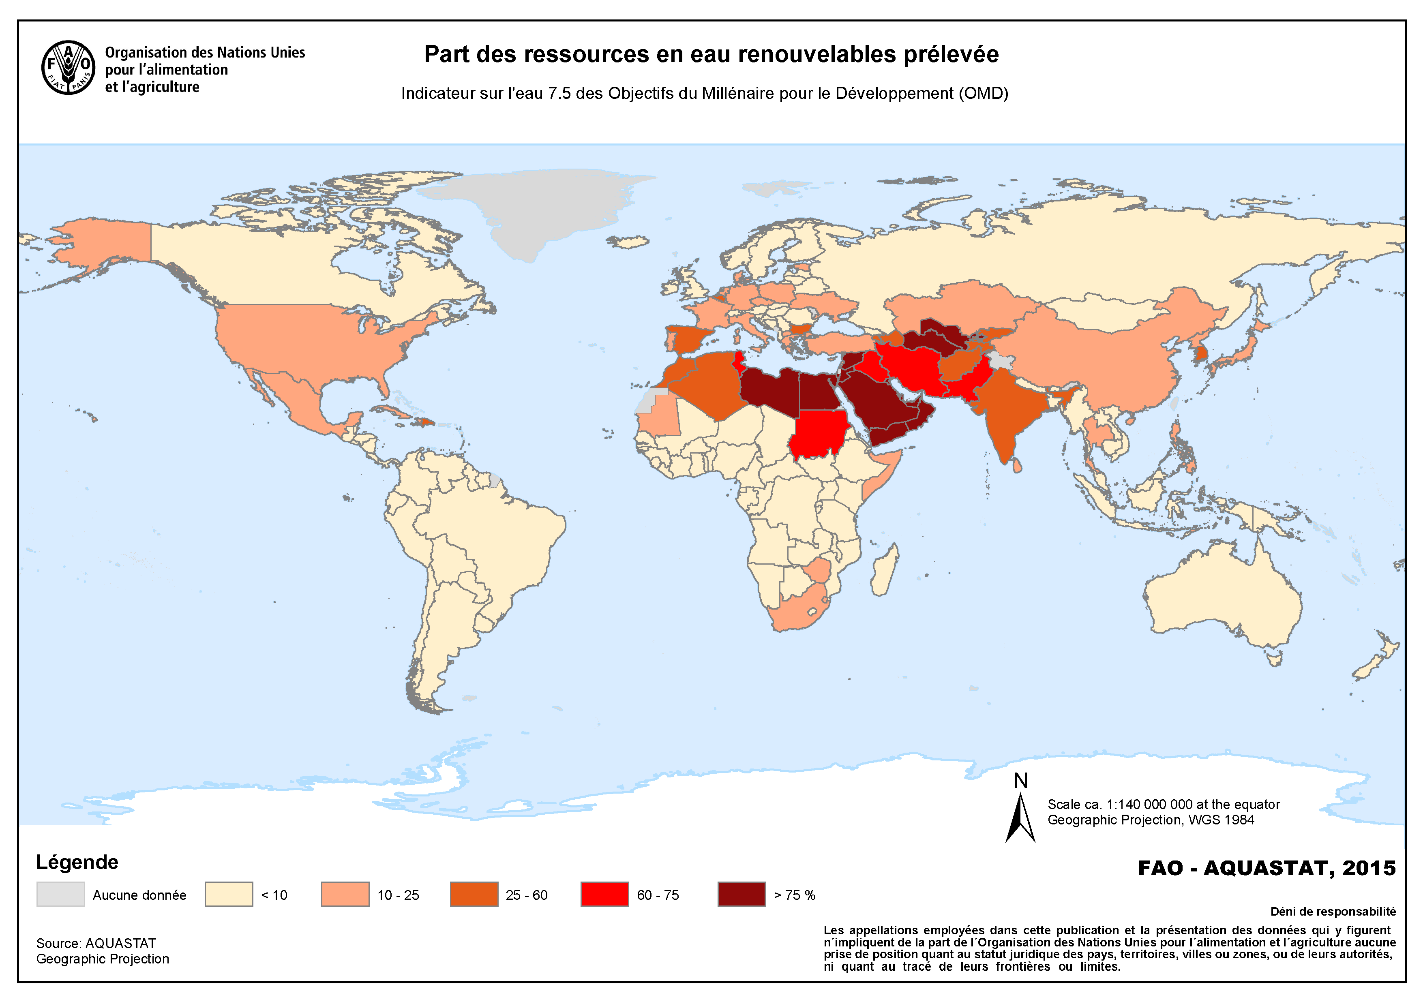 Organisation des Nations Unies
pour l'alimentation
et l'agriculture
F A O
FIAT PANIS
Part des ressources en eau renouvelables prélevée
Indicateur sur l'eau 7.5 des Objectifs du Millénaire pour le Développement (OMD)
N
Scale ca. 1:140 000 000 at the equator
Geographic Projection, WGS 1984
Légende
Aucune donnée
< 10
10 - 25
25 - 60
60 - 75
> 75 %
FAO - AQUASTAT, 2015
Source: AQUASTAT
Geographic Projection
Déni de responsabilité
Les appellations employées dans cette publication et la présentation des données qui y figurent
n´impliquent de la part de l´Organisation des Nations Unies pour l´alimentation et l´agriculture aucune
prise de position quant au statut juridique des pays, territoires, villes ou zones, ou de leurs autorités,
ni quant au tracé de leurs frontières ou limites.